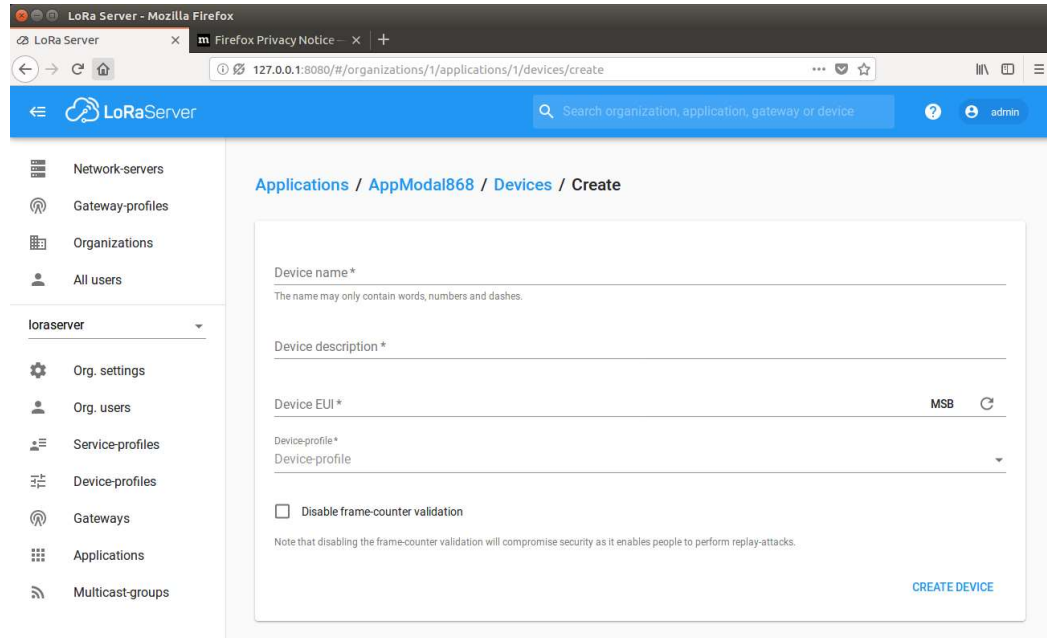 LoRa Server - Mozilla Firefox
LoRa Server
m Firefox Privacy Notice —
127.0.0.1:8080/#/organizations/1/applications/1/devices/create
LoRaServer
Search organization, application, gateway or device
? admin
Network-servers
Gateway-profiles
Organizations
All users
loraserver
Org. settings
Org. users
Service-profiles
Device-profiles
Gateways
Applications
Multicast-groups
Applications / AppModal868 / Devices / Create
Device name *
The name may only contain words, numbers and dashes.
Device description *
Device EUI *
MSB
Device-profile *
Device-profile
Disable frame-counter validation
Note that disabling the frame-counter validation will compromise security as it enables people to perform replay-attacks.
CREATE DEVICE